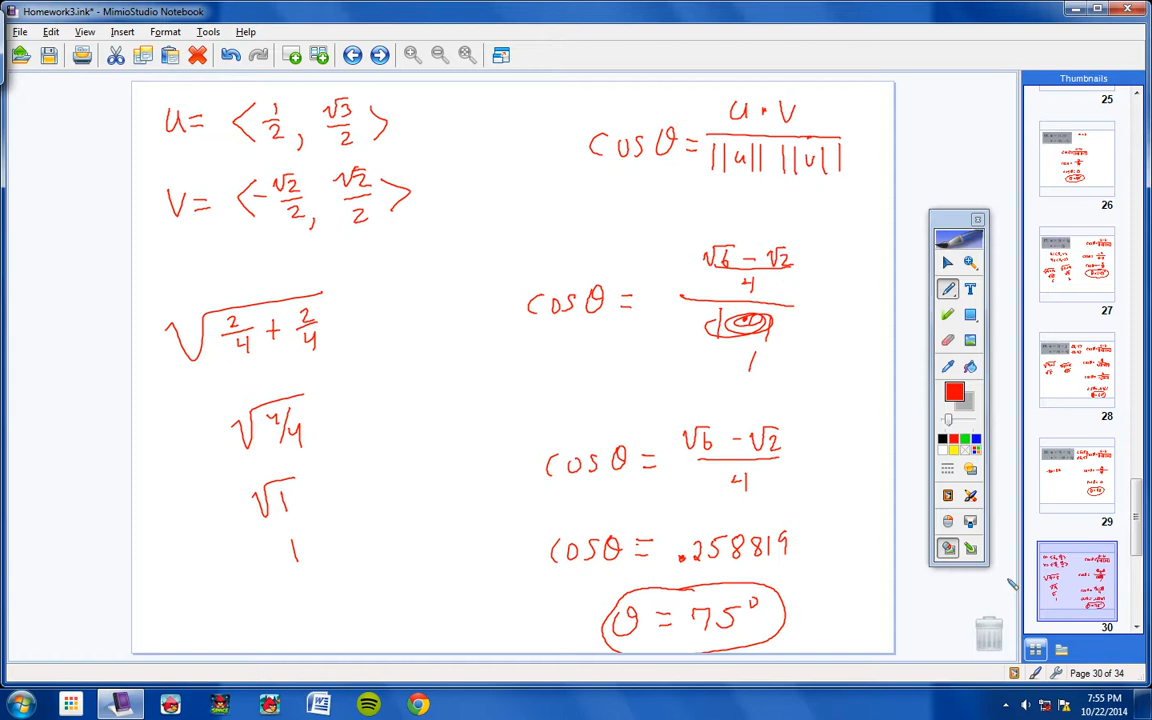 Homework3.ink* - MimioStudio Notebook
File Edit View Insert Format Tools Help
Thumbnails
25
26
27
28
29
30
u = < 1/2, √3/2 >
v = < -√2/2, √2/2 >
√(2/4 + 2/4)
√(4/4)
√1
1
cos θ = u · v / ||u|| ||v||
cos θ = (√6 - √2)/4 / 1
cos θ = (√6 - √2)/4
cos θ = .258819
θ = 75°
Page 30 of 34
7:55 PM
10/22/2014